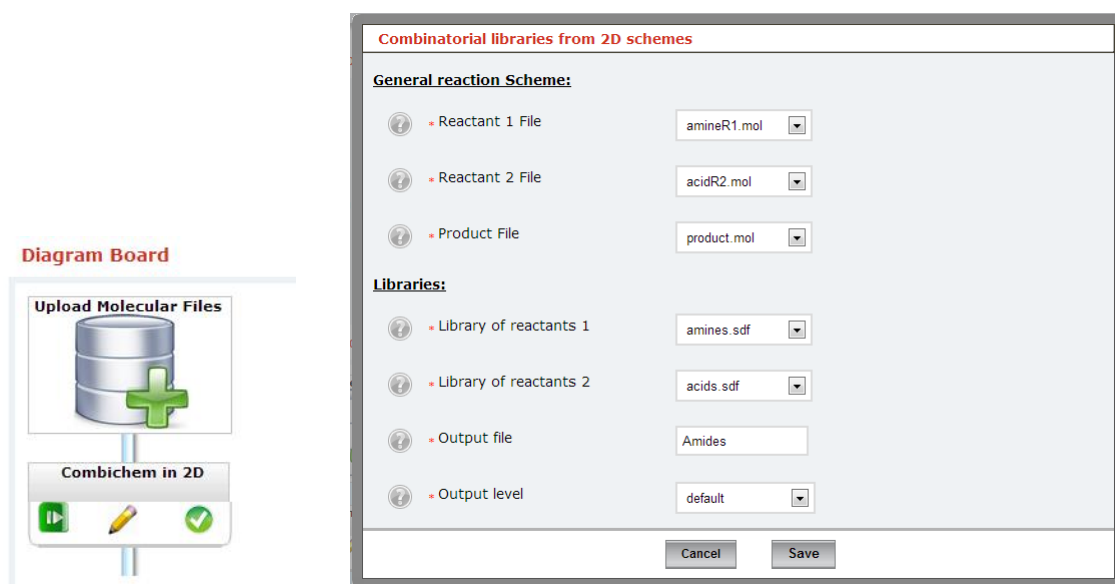 Diagram Board
Upload Molecular Files
Combichem in 2D
Combinatorial libraries from 2D schemes
General reaction Scheme:
? * Reactant 1 File amineR1.mol
? * Reactant 2 File acidR2.mol
? * Product File product.mol
Libraries:
? * Library of reactants 1 amines.sdf
? * Library of reactants 2 acids.sdf
? * Output file Amides
? * Output level default
Cancel Save